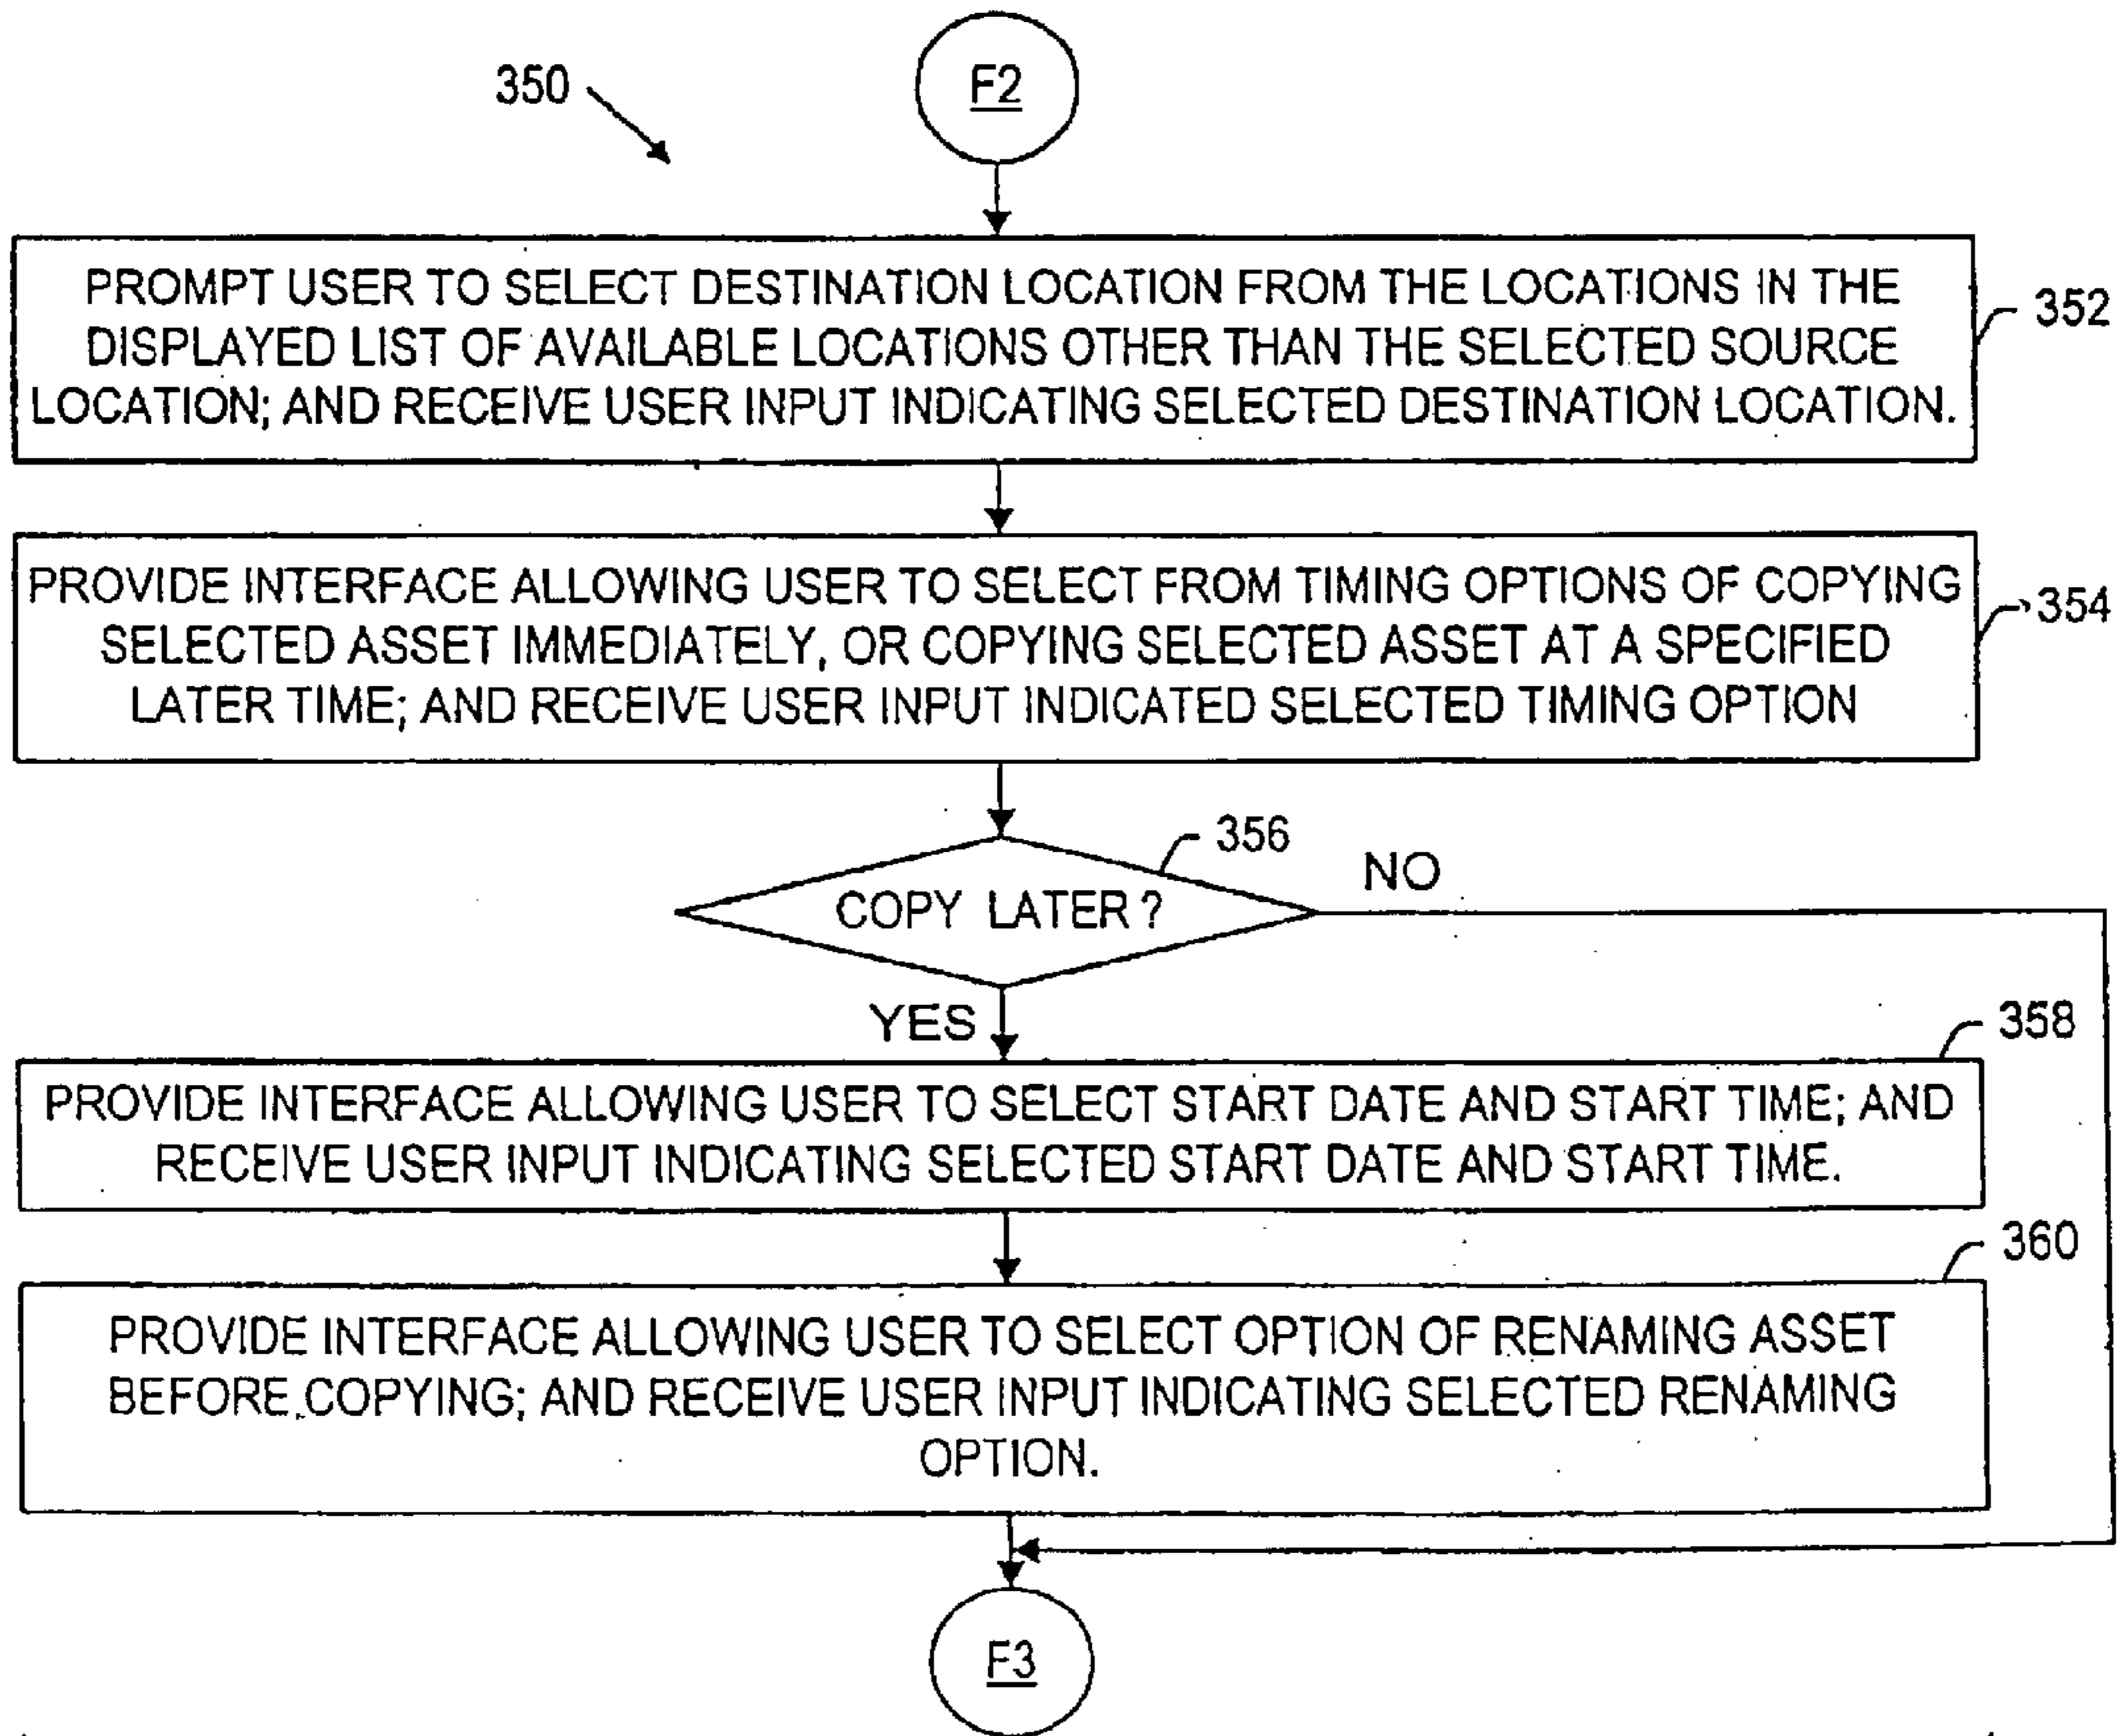 350
F2
PROMPT USER TO SELECT DESTINATION LOCATION FROM THE LOCATIONS IN THE
DISPLAYED LIST OF AVAILABLE LOCATIONS OTHER THAN THE SELECTED SOURCE
LOCATION; AND RECEIVE USER INPUT INDICATING SELECTED DESTINATION LOCATION.
352
PROVIDE INTERFACE ALLOWING USER TO SELECT FROM TIMING OPTIONS OF COPYING
SELECTED ASSET IMMEDIATELY, OR COPYING SELECTED ASSET AT A SPECIFIED
LATER TIME; AND RECEIVE USER INPUT INDICATED SELECTED TIMING OPTION
354
356
COPY LATER?
NO
YES
358
PROVIDE INTERFACE ALLOWING USER TO SELECT START DATE AND START TIME; AND
RECEIVE USER INPUT INDICATING SELECTED START DATE AND START TIME.
360
PROVIDE INTERFACE ALLOWING USER TO SELECT OPTION OF RENAMING ASSET
BEFORE COPYING; AND RECEIVE USER INPUT INDICATING SELECTED RENAMING
OPTION.
F3